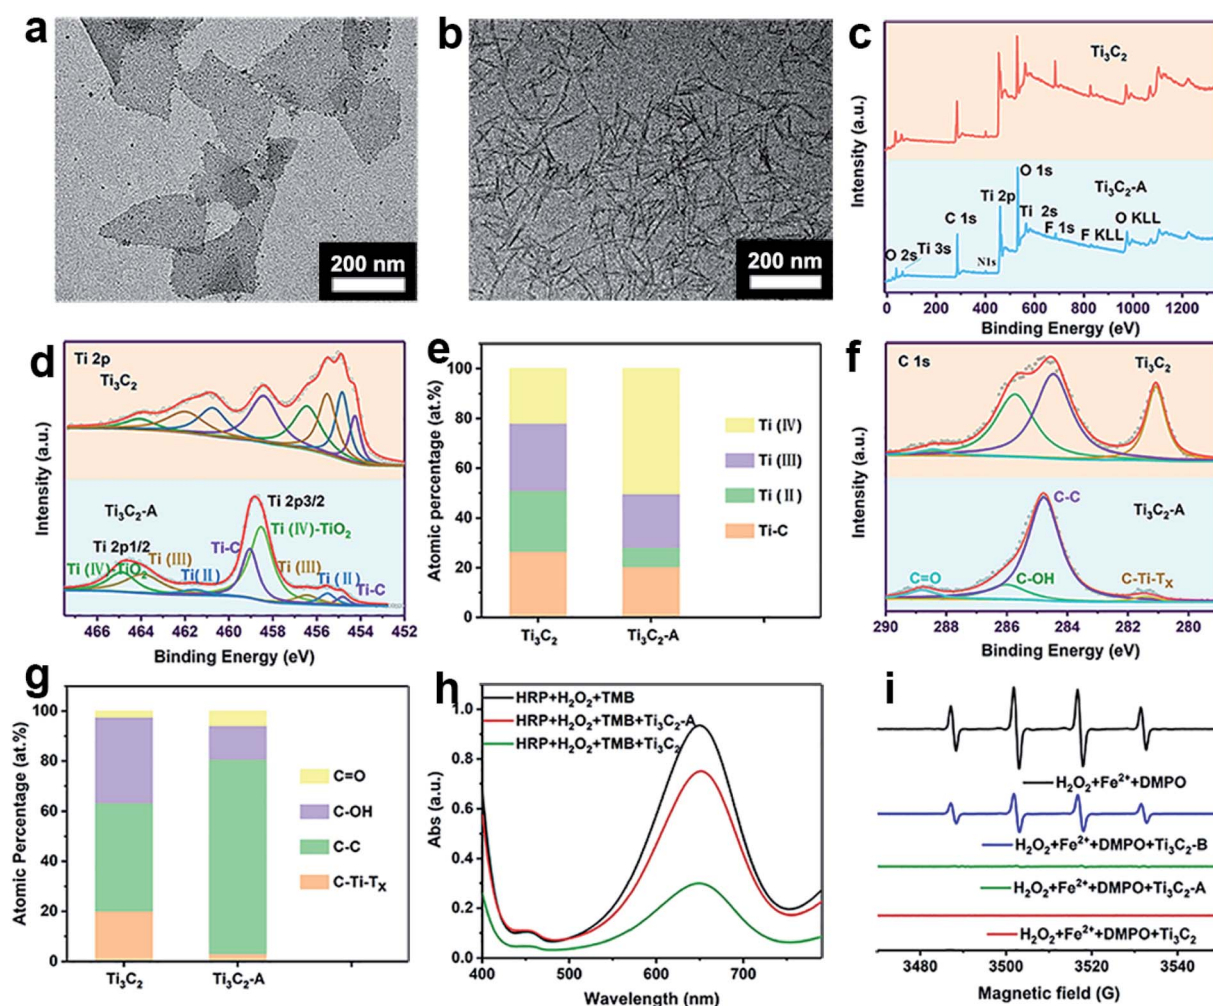 a
200 nm
b
200 nm
c
Ti₃C₂
Ti₃C₂-A
O 1s
Ti 2p
Ti 2s
C 1s
F 1s
F KLL
O KLL
O 2s
Ti 3s
N1s
Intensity (a.u.)
Intensity (a.u.)
0 200 400 600 800 1000 1200
Binding Energy (eV)
d
Ti 2p
Ti₃C₂
Ti₃C₂-A
Ti 2p3/2
Ti (IV)-TiO₂
Ti 2p1/2
Ti (III)
Ti-C
Ti (IV)-TiO₂
Ti(II)
Ti (III)
Ti (II)
Ti-C
Intensity (a.u.)
466 464 462 460 458 456 454 452
Binding Energy (eV)
e
Atomic percentage (at.%)
100
80
60
40
20
0
Ti (IV)
Ti (III)
Ti (II)
Ti-C
Ti₃C₂ Ti₃C₂-A
f
C 1s
Ti₃C₂
C-C
Ti₃C₂-A
C=O
C-OH
C-Ti-Tₓ
Intensity (a.u.)
290 288 286 284 282 280
Binding Energy (eV)
g
Atomic Percentage (at.%)
100
80
60
40
20
0
C=O
C-OH
C-C
C-Ti-Tₓ
Ti₃C₂ Ti₃C₂-A
h
HRP+H₂O₂+TMB
HRP+H₂O₂+TMB+Ti₃C₂-A
HRP+H₂O₂+TMB+Ti₃C₂
Abs (a.u.)
1.0
0.8
0.6
0.4
0.2
0.0
400 500 600 700
Wavelength (nm)
i
H₂O₂+Fe²⁺+DMPO
H₂O₂+Fe²⁺+DMPO+Ti₃C₂-B
H₂O₂+Fe²⁺+DMPO+Ti₃C₂-A
H₂O₂+Fe²⁺+DMPO+Ti₃C₂
Intensity (a.u.)
3480 3500 3520 3540
Magnetic field (G)